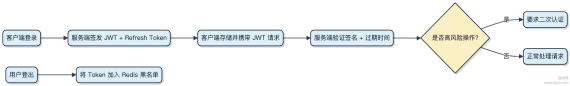 客户端登录
服务端签发 JWT + Refresh Token
客户端存储并携带 JWT 请求
服务端验证签名 + 过期时间
是否高风险操作?
是
要求二次认证
否
正常处理请求
用户登出
将 Token 加入 Redis 黑名单